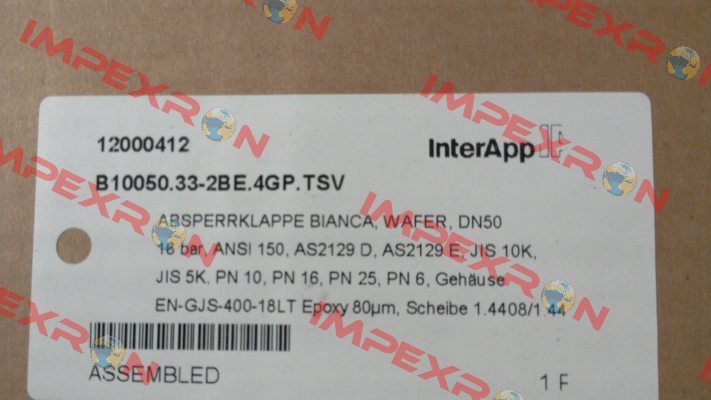 12000412
InterApp
B10050.33-2BE.4GP.TSV
ABSPERRKLAPPE BIANCA, WAFER, DN50
16 bar, ANSI 150, AS2129 D, AS2129 E, JIS 10K,
JIS 5K, PN 10, PN 16, PN 25, PN 6, Gehäuse
EN-GJS-400-18LT Epoxy 80µm, Scheibe 1.4408/1.44
ASSEMBLED
1 F
IMPEXRON
IMPEXRON
IMPEXRON
IMPEXRON
IMPEXRON